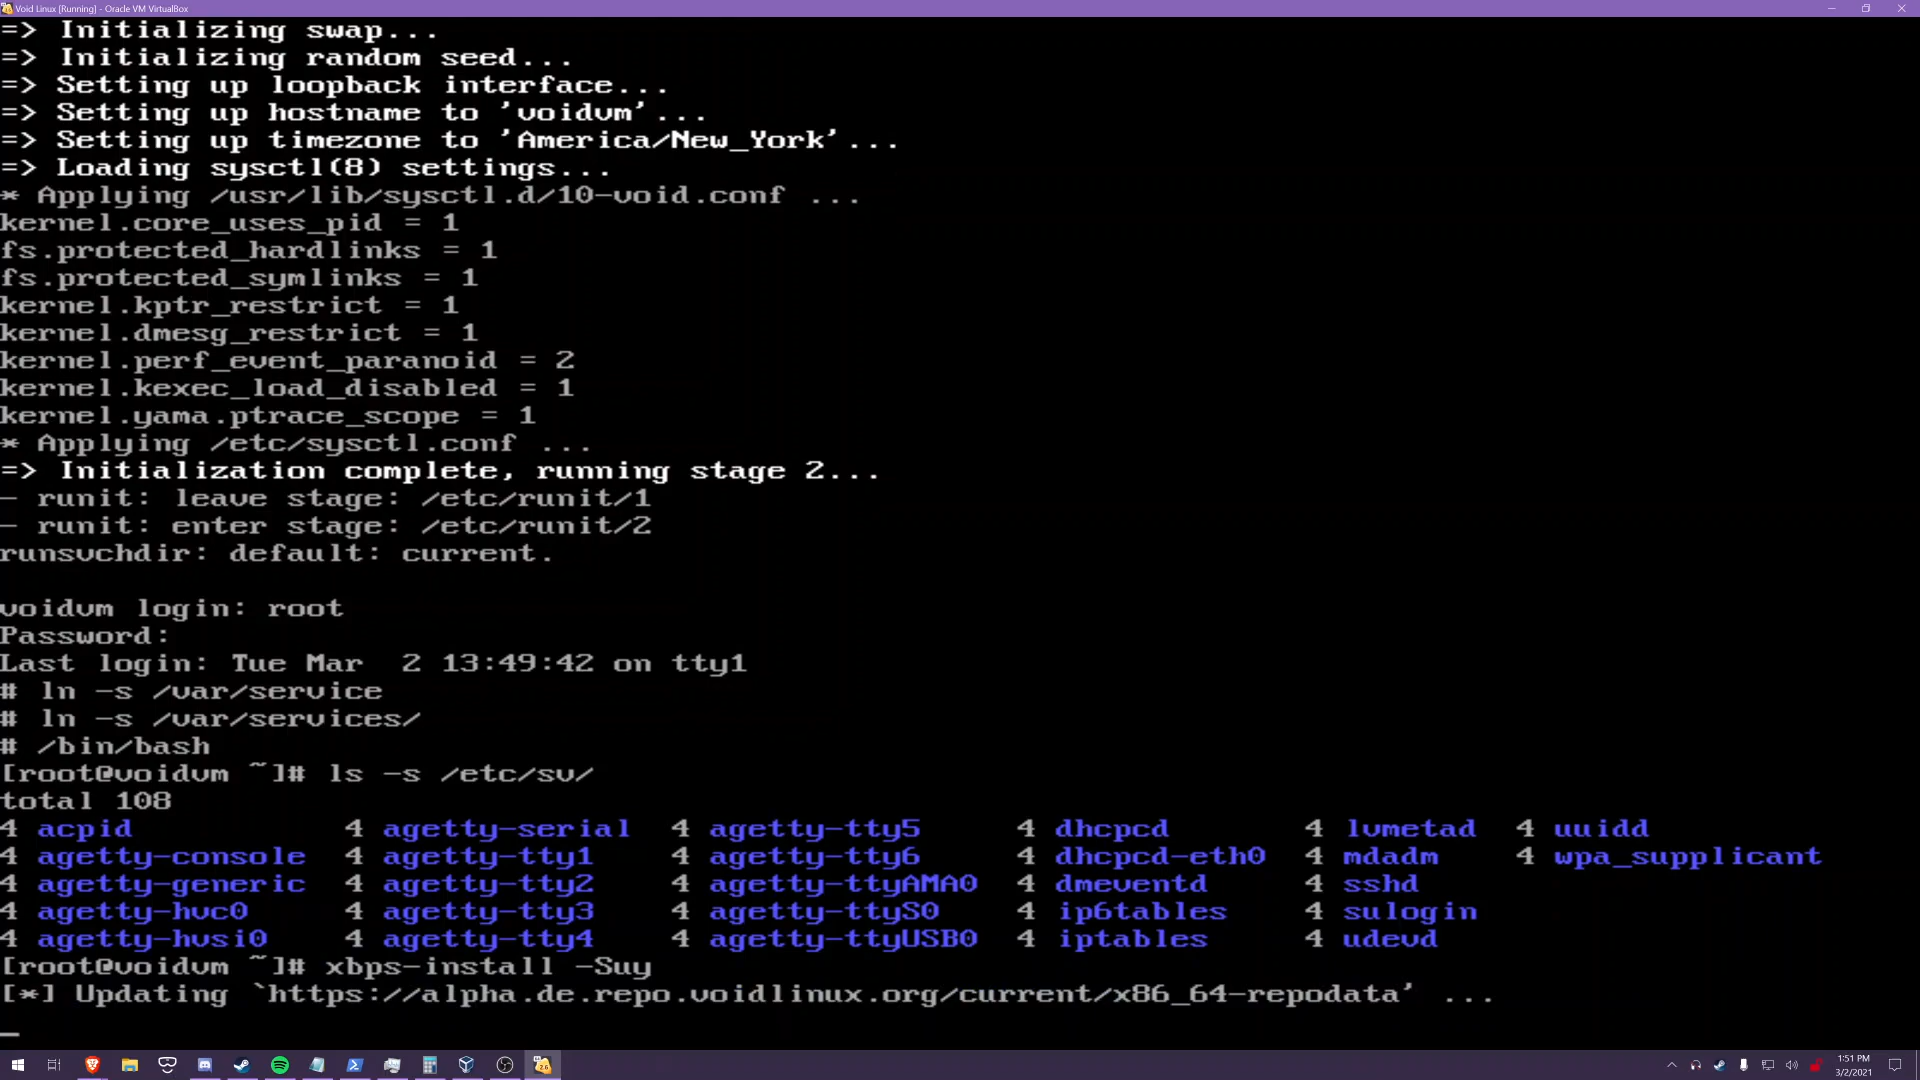 Void Linux [Running] - Oracle VM VirtualBox
=> Initializing swap...
=> Initializing random seed...
=> Setting up loopback interface...
=> Setting up hostname to 'voidvm'...
=> Setting up timezone to 'America/New_York'...
=> Loading sysctl(8) settings...
* Applying /usr/lib/sysctl.d/10-void.conf ...
kernel.core_uses_pid = 1
fs.protected_hardlinks = 1
fs.protected_symlinks = 1
kernel.kptr_restrict = 1
kernel.dmesg_restrict = 1
kernel.perf_event_paranoid = 2
kernel.kexec_load_disabled = 1
kernel.yama.ptrace_scope = 1
* Applying /etc/sysctl.conf ...
=> Initialization complete, running stage 2...
- runit: leave stage: /etc/runit/1
- runit: enter stage: /etc/runit/2
runsvchdir: default: current.
voidvm login: root
Password:
Last login: Tue Mar  2 13:49:42 on tty1
# ln -s /var/service
# ln -s /var/services/
# /bin/bash
[root@voidvm ~]# ls -s /etc/sv/
total 108
4 acpid 4 agetty-serial 4 agetty-tty5 4 dhcpcd 4 lvmetad 4 uuidd
4 agetty-console 4 agetty-tty1 4 agetty-tty6 4 dhcpcd-eth0 4 mdadm 4 wpa_supplicant
4 agetty-generic 4 agetty-tty2 4 agetty-ttyAMA0 4 dmeventd 4 sshd
4 agetty-hvc0 4 agetty-tty3 4 agetty-ttyS0 4 ip6tables 4 sulogin
4 agetty-hvsi0 4 agetty-tty4 4 agetty-ttyUSB0 4 iptables 4 udevd
[root@voidvm ~]# xbps-install -Suy
[*] Updating `https://alpha.de.repo.voidlinux.org/current/x86_64-repodata' ...
1:51 PM
3/2/2021